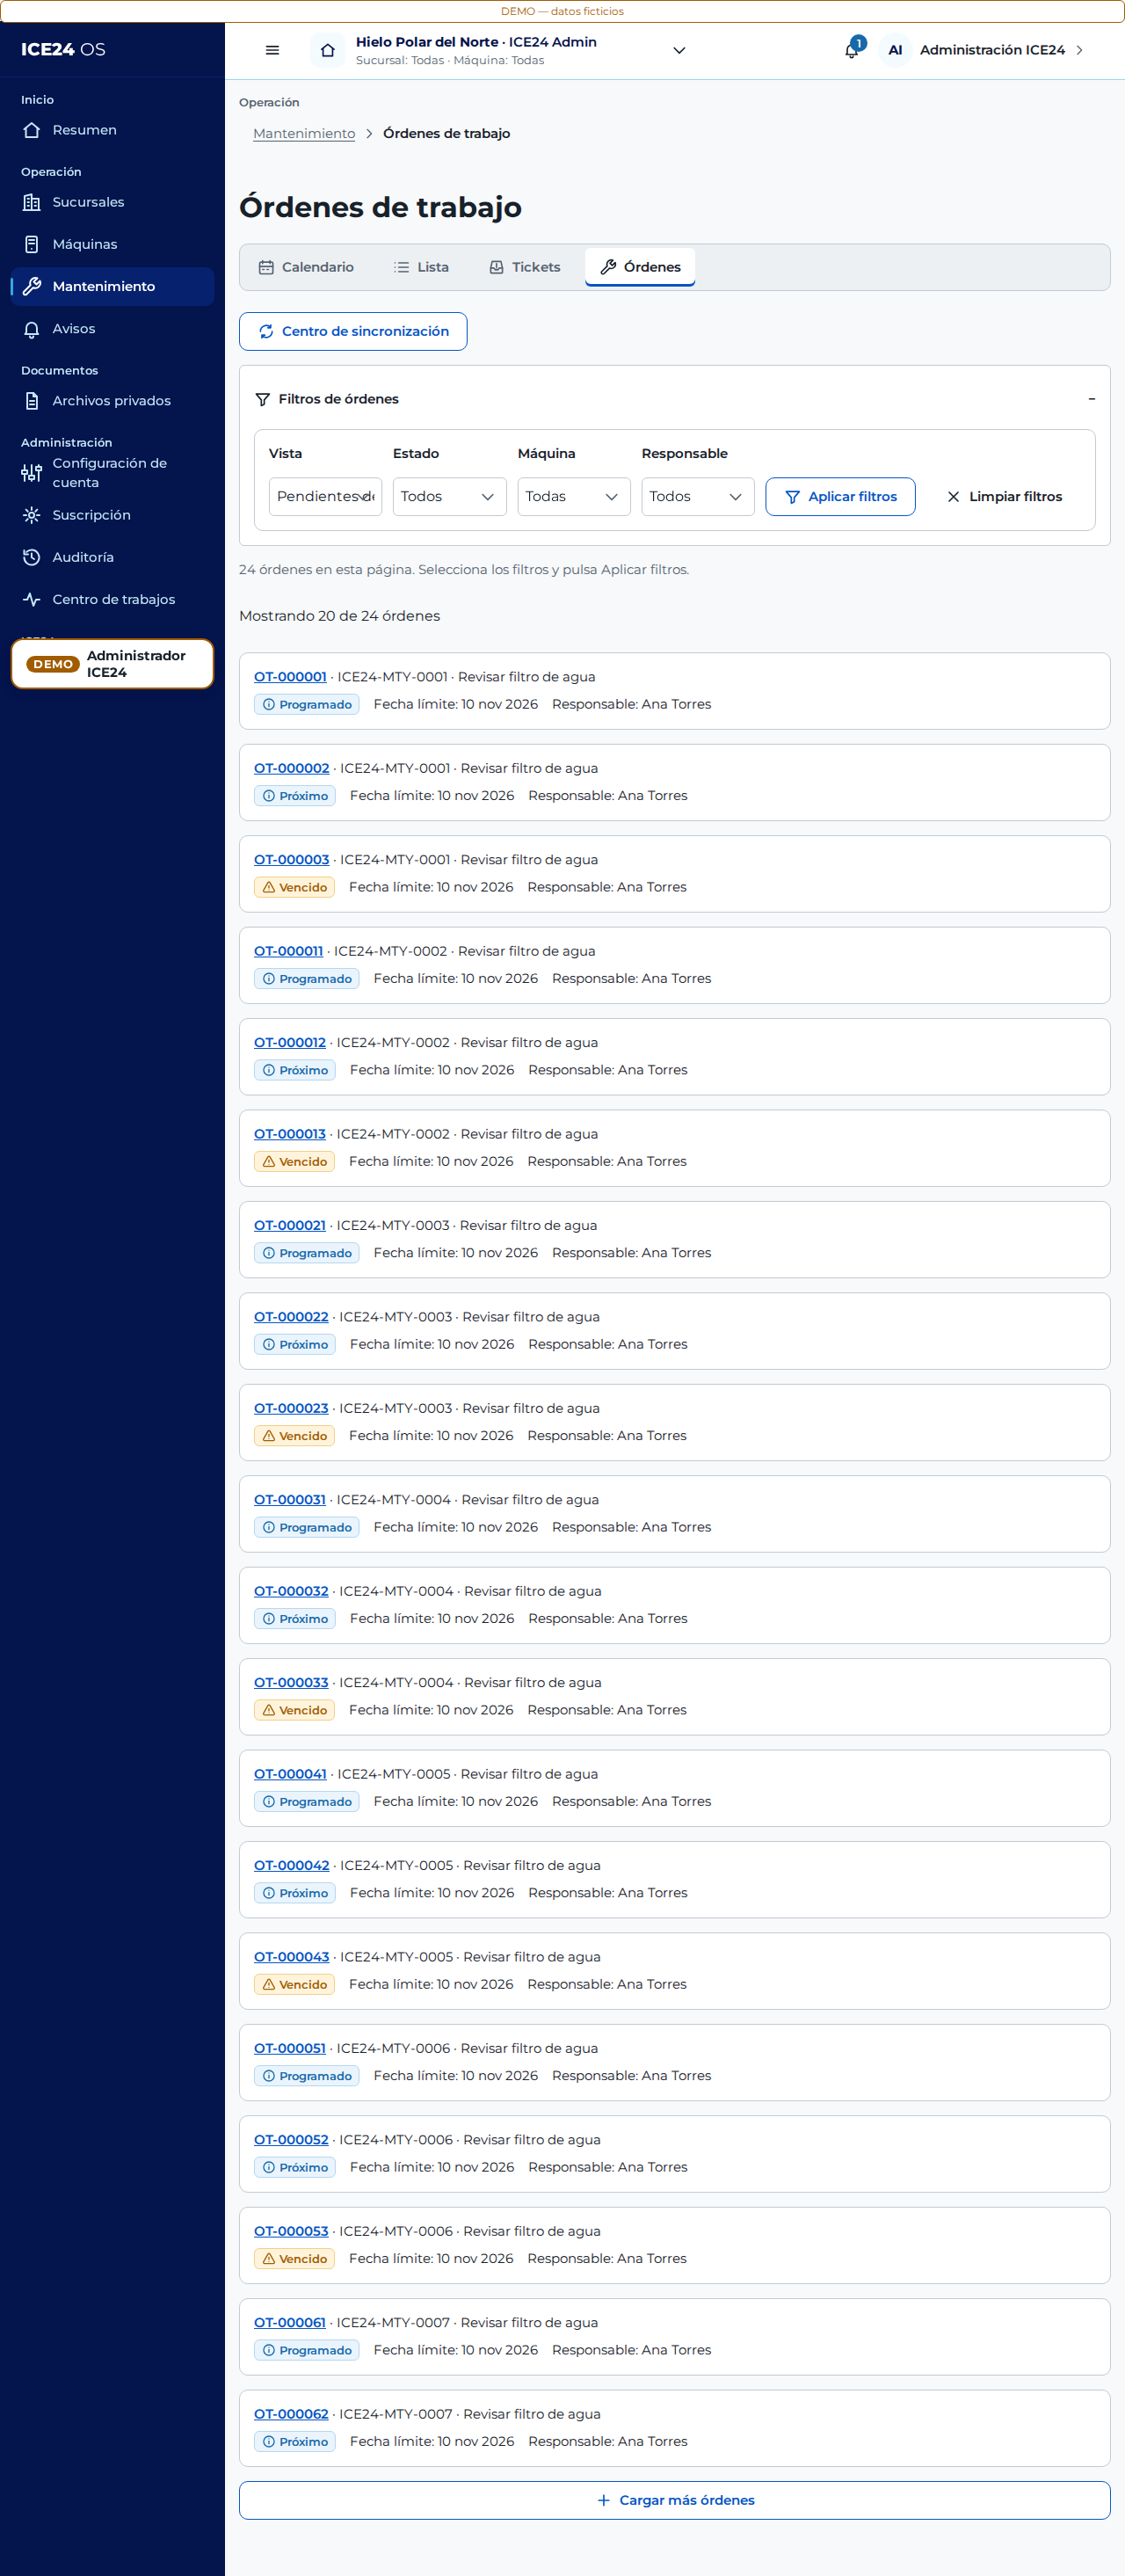 DEMO — datos ficticios
ICE24 OS
Hielo Polar del Norte · ICE24 Admin
Sucursal: Todas · Máquina: Todas
1
AI
Administración ICE24
Inicio
Resumen
Operación
Sucursales
Máquinas
Mantenimiento
Avisos
Documentos
Archivos privados
Administración
Configuración de
cuenta
Suscripción
Auditoría
Centro de trabajos
DEMO
Administrador
ICE24
Operación
Mantenimiento
Órdenes de trabajo
Órdenes de trabajo
Calendario
Lista
Tickets
Órdenes
Centro de sincronización
Filtros de órdenes
Vista
Estado
Máquina
Responsable
Pendientes de
Todos
Todas
Todos
Aplicar filtros
Limpiar filtros
24 órdenes en esta página. Selecciona los filtros y pulsa Aplicar filtros.
Mostrando 20 de 24 órdenes
OT-000001 · ICE24-MTY-0001 · Revisar filtro de agua
Programado Fecha límite: 10 nov 2026 Responsable: Ana Torres
OT-000002 · ICE24-MTY-0001 · Revisar filtro de agua
Próximo Fecha límite: 10 nov 2026 Responsable: Ana Torres
OT-000003 · ICE24-MTY-0001 · Revisar filtro de agua
Vencido Fecha límite: 10 nov 2026 Responsable: Ana Torres
OT-000011 · ICE24-MTY-0002 · Revisar filtro de agua
Programado Fecha límite: 10 nov 2026 Responsable: Ana Torres
OT-000012 · ICE24-MTY-0002 · Revisar filtro de agua
Próximo Fecha límite: 10 nov 2026 Responsable: Ana Torres
OT-000013 · ICE24-MTY-0002 · Revisar filtro de agua
Vencido Fecha límite: 10 nov 2026 Responsable: Ana Torres
OT-000021 · ICE24-MTY-0003 · Revisar filtro de agua
Programado Fecha límite: 10 nov 2026 Responsable: Ana Torres
OT-000022 · ICE24-MTY-0003 · Revisar filtro de agua
Próximo Fecha límite: 10 nov 2026 Responsable: Ana Torres
OT-000023 · ICE24-MTY-0003 · Revisar filtro de agua
Vencido Fecha límite: 10 nov 2026 Responsable: Ana Torres
OT-000031 · ICE24-MTY-0004 · Revisar filtro de agua
Programado Fecha límite: 10 nov 2026 Responsable: Ana Torres
OT-000032 · ICE24-MTY-0004 · Revisar filtro de agua
Próximo Fecha límite: 10 nov 2026 Responsable: Ana Torres
OT-000033 · ICE24-MTY-0004 · Revisar filtro de agua
Vencido Fecha límite: 10 nov 2026 Responsable: Ana Torres
OT-000041 · ICE24-MTY-0005 · Revisar filtro de agua
Programado Fecha límite: 10 nov 2026 Responsable: Ana Torres
OT-000042 · ICE24-MTY-0005 · Revisar filtro de agua
Próximo Fecha límite: 10 nov 2026 Responsable: Ana Torres
OT-000043 · ICE24-MTY-0005 · Revisar filtro de agua
Vencido Fecha límite: 10 nov 2026 Responsable: Ana Torres
OT-000051 · ICE24-MTY-0006 · Revisar filtro de agua
Programado Fecha límite: 10 nov 2026 Responsable: Ana Torres
OT-000052 · ICE24-MTY-0006 · Revisar filtro de agua
Próximo Fecha límite: 10 nov 2026 Responsable: Ana Torres
OT-000053 · ICE24-MTY-0006 · Revisar filtro de agua
Vencido Fecha límite: 10 nov 2026 Responsable: Ana Torres
OT-000061 · ICE24-MTY-0007 · Revisar filtro de agua
Programado Fecha límite: 10 nov 2026 Responsable: Ana Torres
OT-000062 · ICE24-MTY-0007 · Revisar filtro de agua
Próximo Fecha límite: 10 nov 2026 Responsable: Ana Torres
Cargar más órdenes